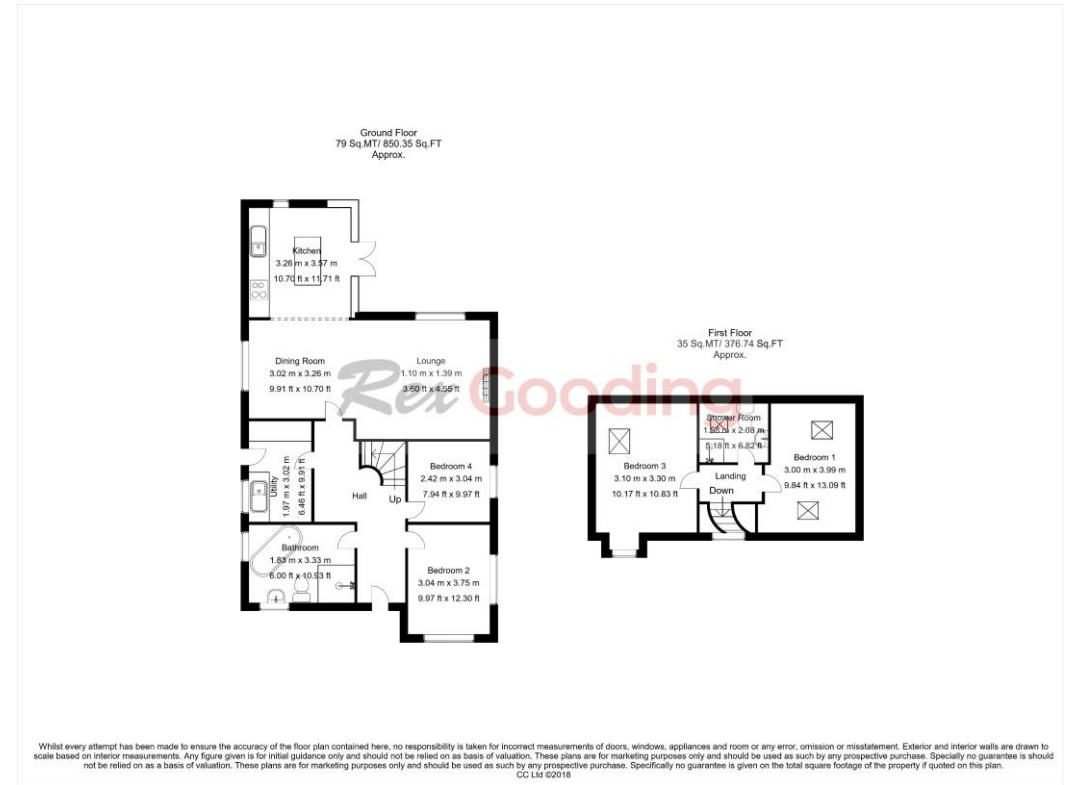 Ground Floor
79 Sq.MT/ 850.35 Sq.FT
Approx.
Kitchen
3.26 m x 3.57 m
10.70 ft x 11.71 ft
Dining Room
3.02 m x 3.26 m
9.91 ft x 10.70 ft
Lounge
1.10 m x 1.39 m
3.60 ft x 4.55 ft
Rex Gooding
Utility
1.97 m x 3.02 m
6.46 ft x 9.91 ft
Hall
Up
Bedroom 4
2.42 m x 3.04 m
7.94 ft x 9.97 ft
Bathroom
1.83 m x 3.33 m
6.00 ft x 10.93 ft
Bedroom 2
3.04 m x 3.75 m
9.97 ft x 12.30 ft
First Floor
35 Sq.MT/ 376.74 Sq.FT
Approx.
Shower Room
1.58 m x 2.08 m
5.18 ft x 6.82 ft
Bedroom 3
3.10 m x 3.30 m
10.17 ft x 10.83 ft
Landing
Down
Bedroom 1
3.00 m x 3.99 m
9.84 ft x 13.09 ft
Whilst every attempt has been made to ensure the accuracy of the floor plan contained here, no responsibility is taken for incorrect measurements of doors, windows, appliances and room or any error, omission or misstatement. Exterior and interior walls are drawn to
scale based on interior measurements. Any figure given is for initial guidance only and should not be relied on as basis of valuation. These plans are for marketing purposes only and should be used as such by any prospective purchase. Specially no guarantee is should
not be relied on as a basis of valuation. These plans are for marketing purposes only and should be used as such by any prospective purchase. Specifically no guarantee is given on the total square footage of the property if quoted on this plan.
CC Ltd ©2018